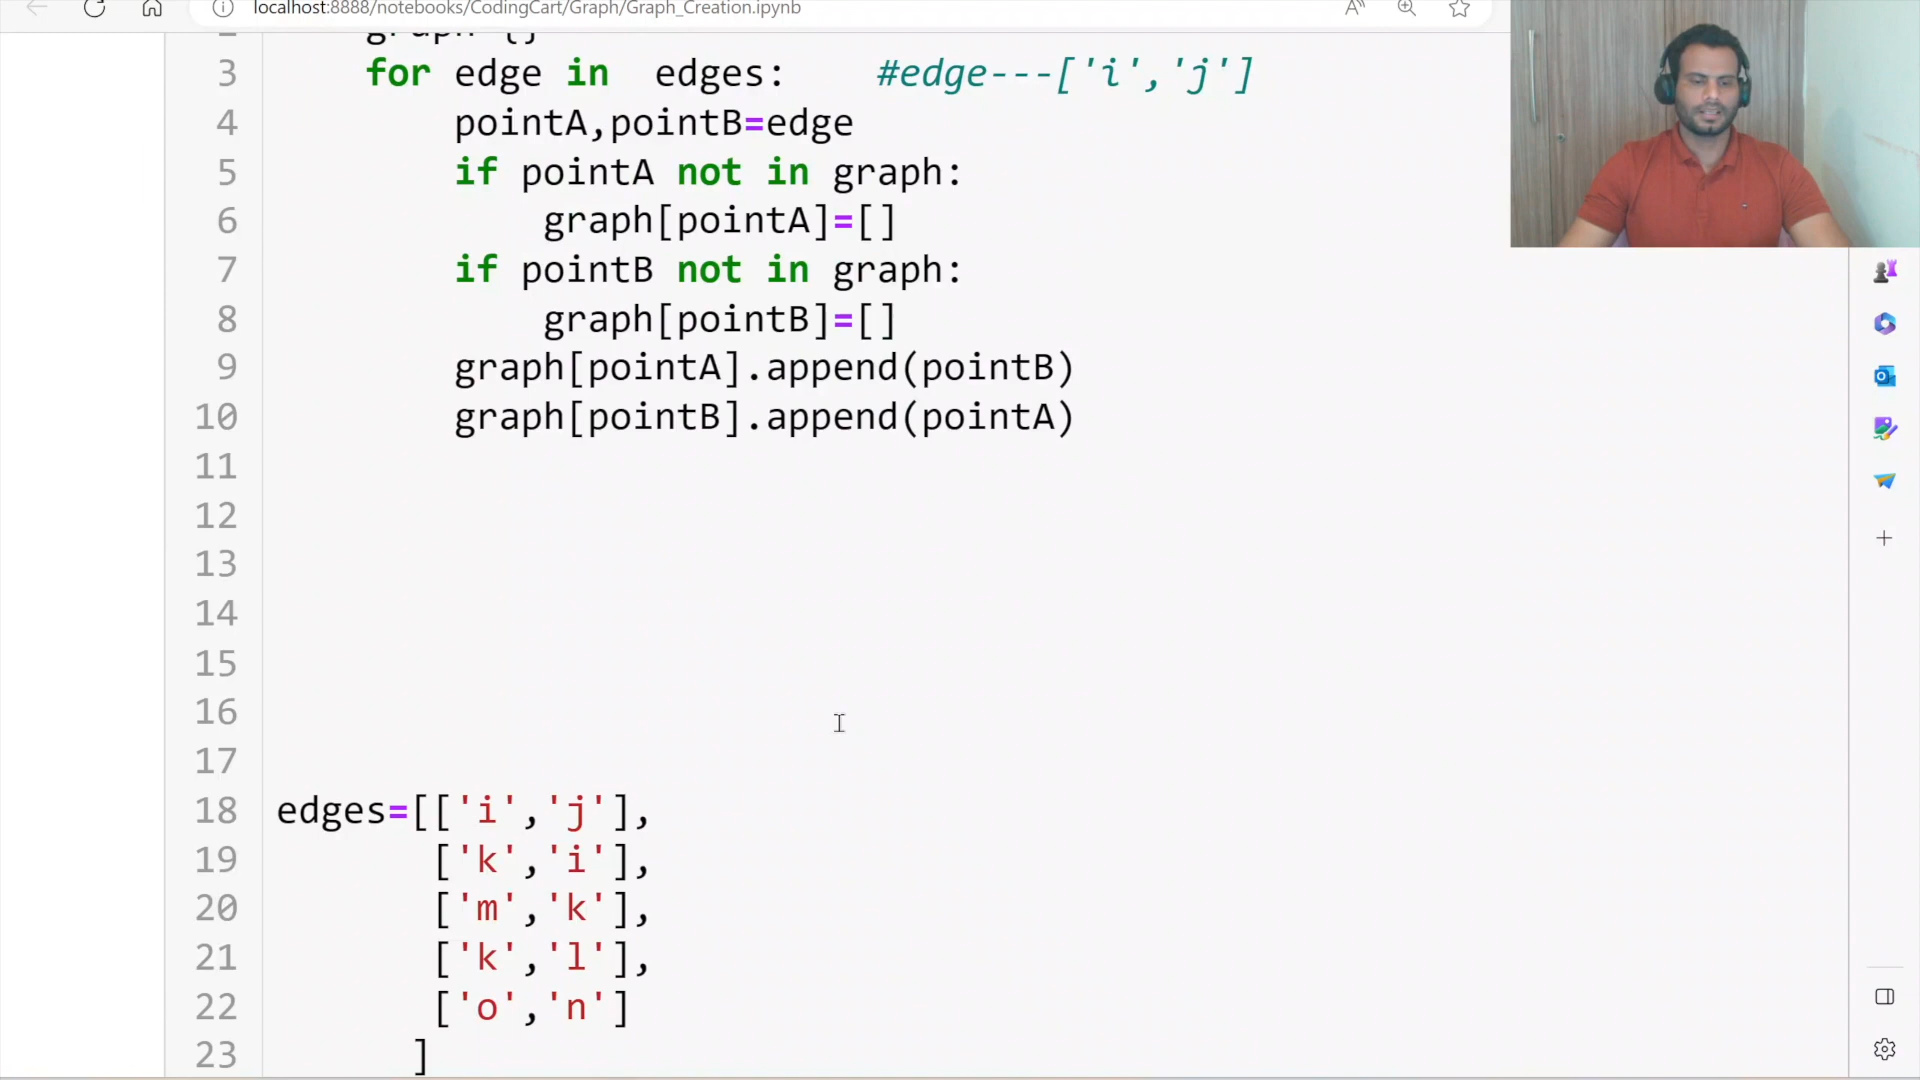 localhost:8888/notebooks/CodingCart/Graph/Graph_Creation.ipynb
2 graph={}
3 for edge in edges: #edge---['i','j']
4 pointA,pointB=edge
5 if pointA not in graph:
6 graph[pointA]=[]
7 if pointB not in graph:
8 graph[pointB]=[]
9 graph[pointA].append(pointB)
10 graph[pointB].append(pointA)
11
12
13
14
15
16
17
18 edges=[['i','j'],
19 ['k','i'],
20 ['m','k'],
21 ['k','l'],
22 ['o','n']
23 ]